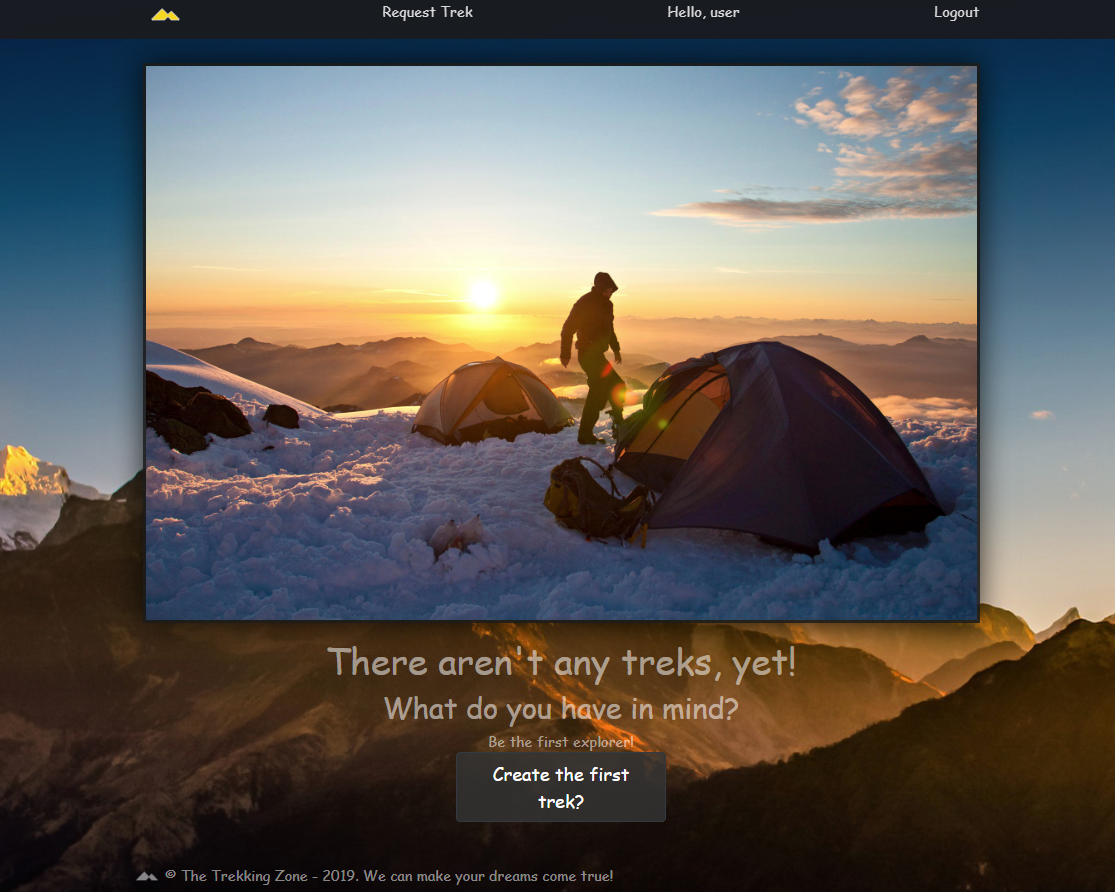 Request Trek
Hello, user
Logout
There aren't any treks, yet!
What do you have in mind?
Be the first explorer!
Create the first
trek?
© The Trekking Zone - 2019. We can make your dreams come true!